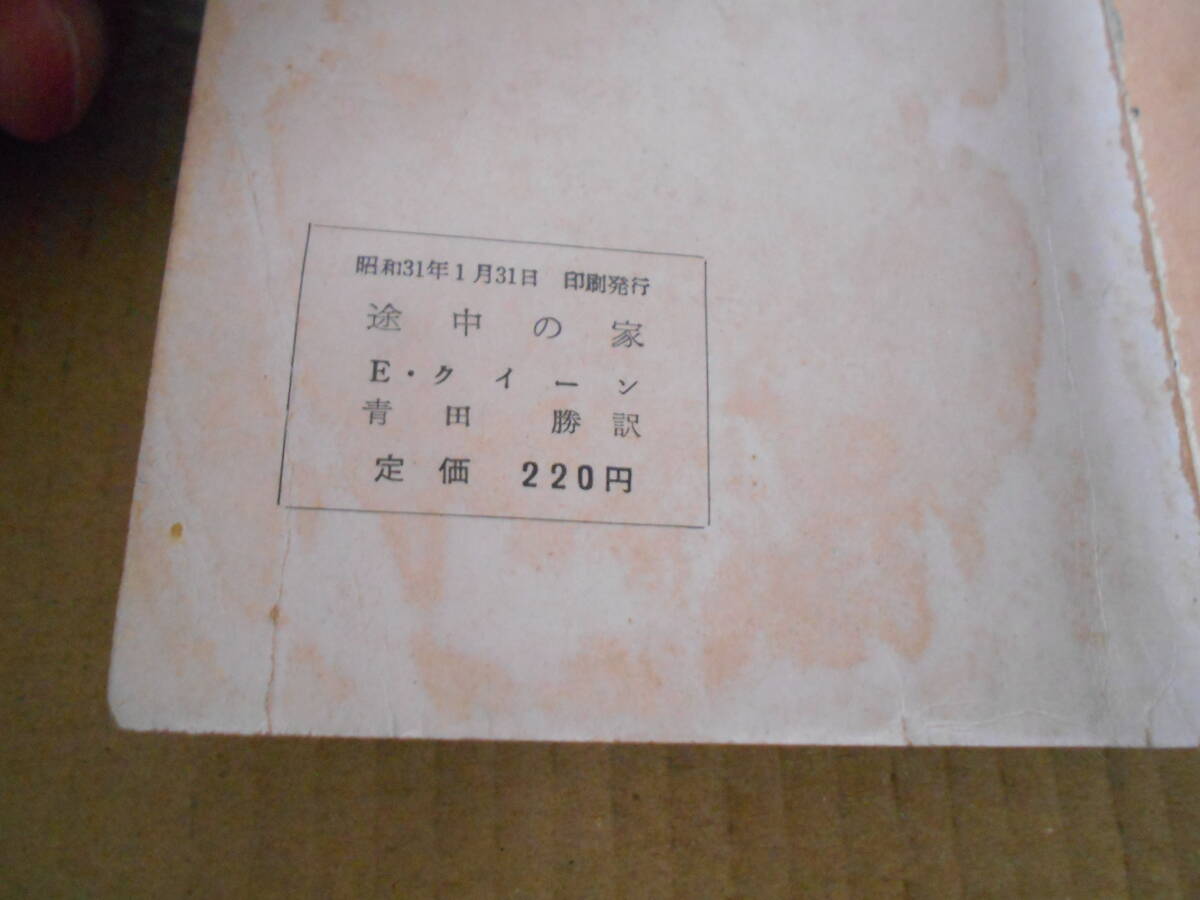 昭和31年1月31日 印刷発行
途中の家
E・クイーン
青田 勝訳
定価 220円